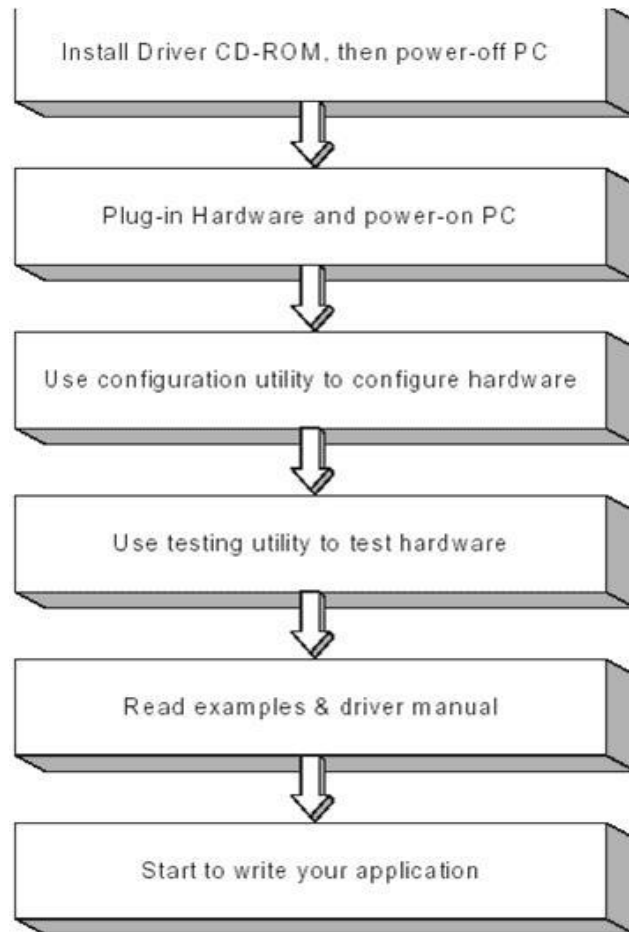 Install Driver CD-ROM, then power-off PC
Plug-in Hardware and power-on PC
Use configuration utility to configure hardware
Use testing utility to test hardware
Read examples & driver manual
Start to write your application